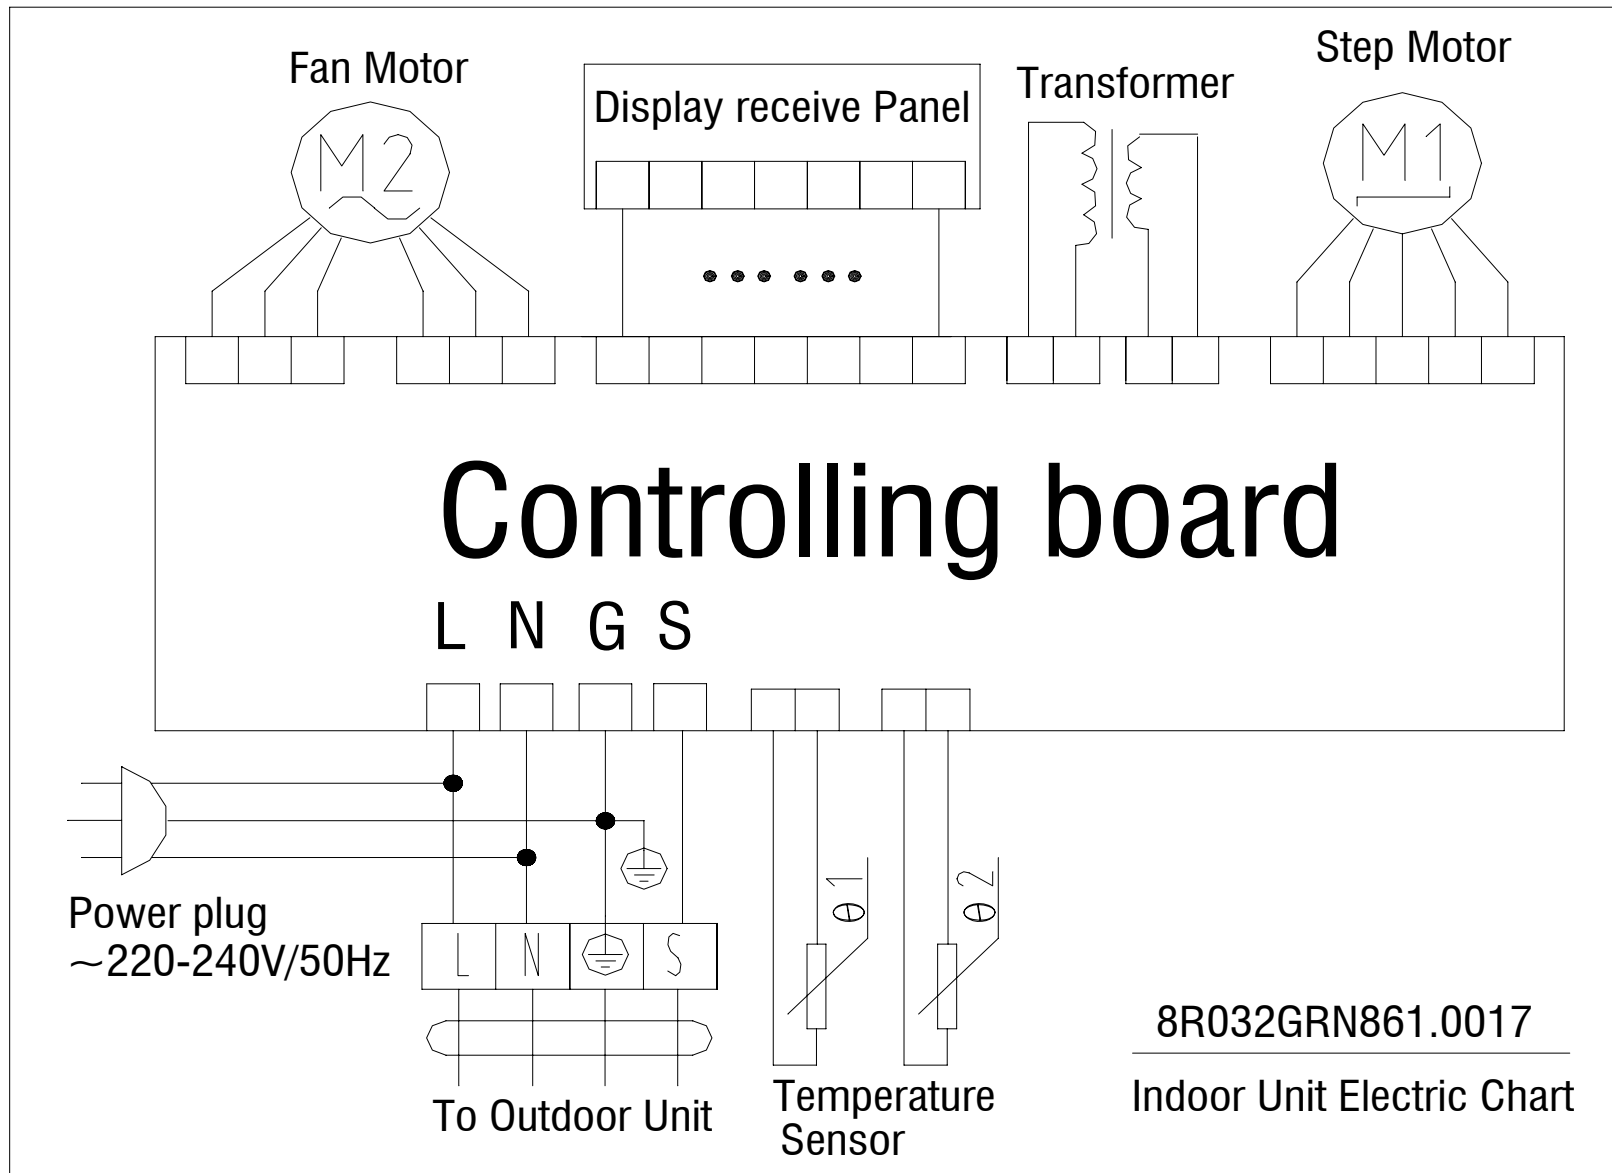 Fan Motor
Display receive Panel
Transformer
Step Motor
M2
M1
Controlling board
L N G S
θ1
θ2
Power plug
~220-240V/50Hz
L N S
To Outdoor Unit
Temperature
Sensor
8R032GRN861.0017
Indoor Unit Electric Chart